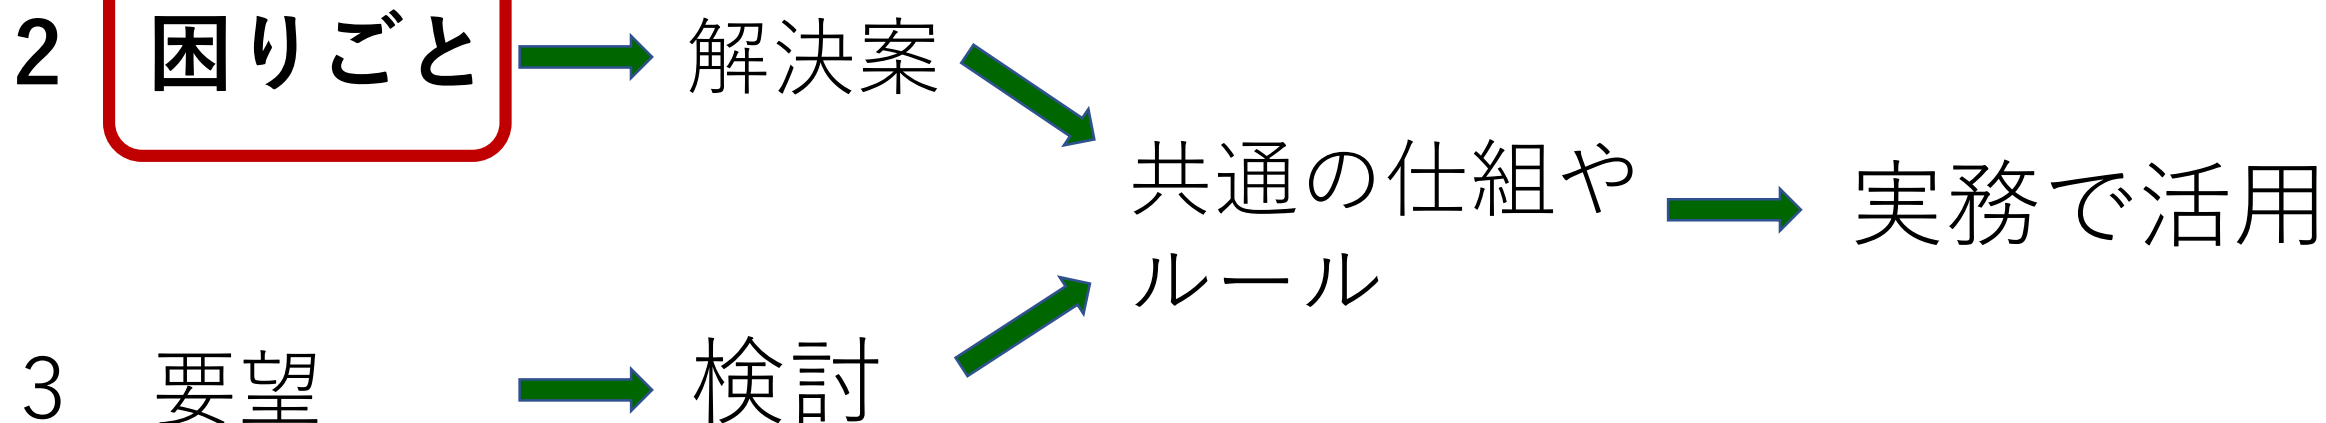 2 困りごと 解決案
共通の仕組や
ルール
実務で活用
3 要望 検討